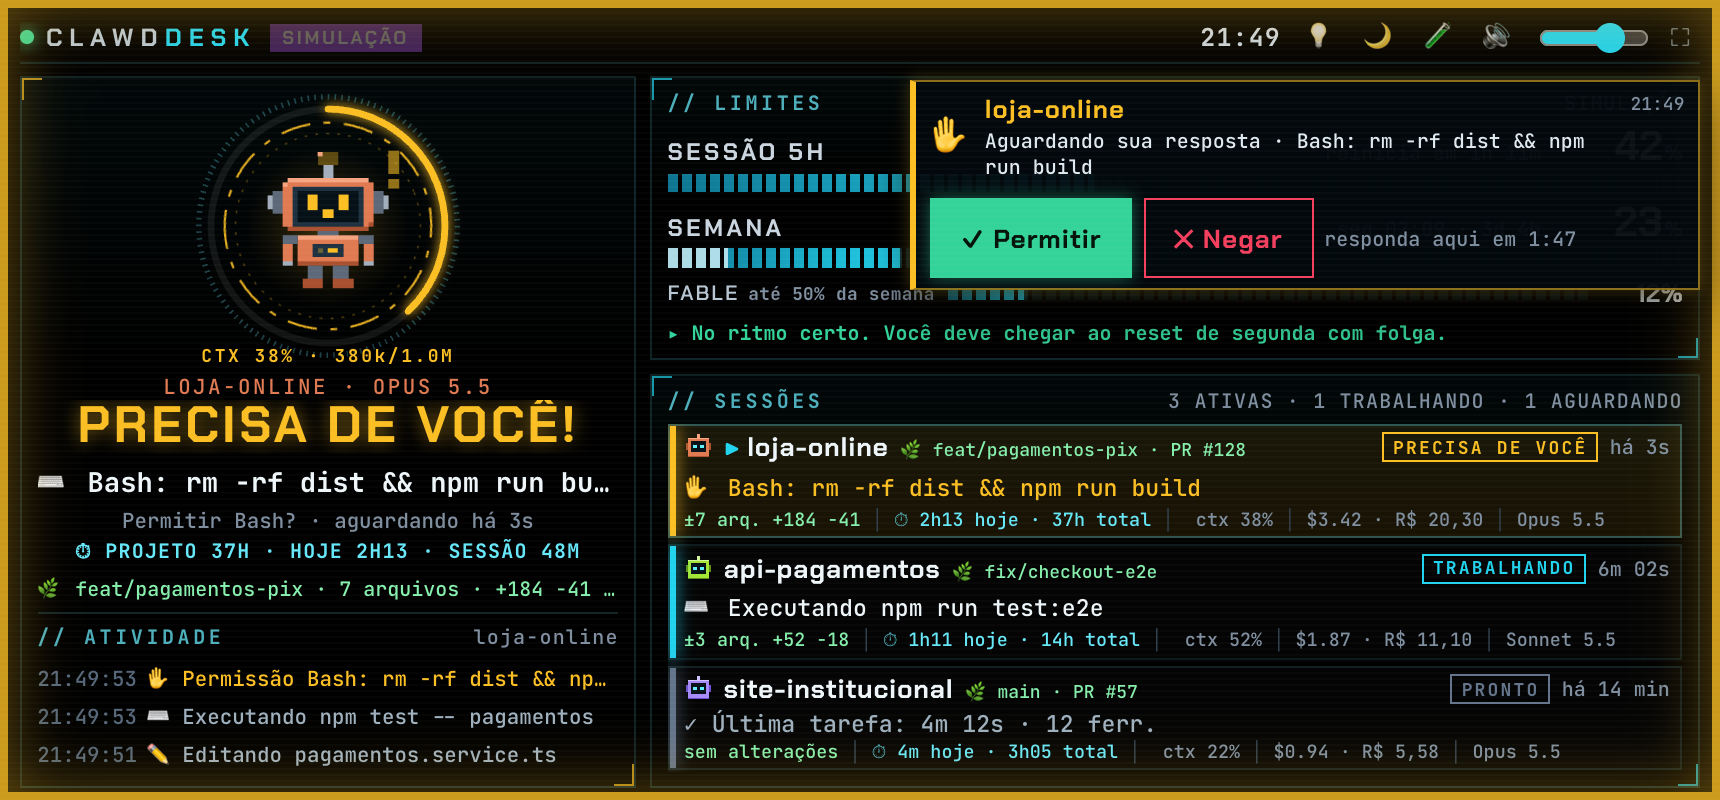 CLAWDDESK SIMULAÇÃO
21:49
CTX 38% · 380k/1.0M
LOJA-ONLINE · OPUS 5.5
PRECISA DE VOCÊ!
Bash: rm -rf dist && npm run bu…
Permitir Bash? · aguardando há 3s
⏱ PROJETO 37H · HOJE 2H13 · SESSÃO 48M
feat/pagamentos-pix · 7 arquivos · +184 -41 …
// ATIVIDADE loja-online
21:49:53 ✋ Permissão Bash: rm -rf dist && np…
21:49:53 Executando npm test -- pagamentos
21:49:51 ✏️ Editando pagamentos.service.ts
// LIMITES
SESSÃO 5H 42%
SEMANA 23%
FABLE até 50% da semana 12%
▸ No ritmo certo. Você deve chegar ao reset de segunda com folga.
loja-online 21:49
Aguardando sua resposta · Bash: rm -rf dist && npm
run build
✓ Permitir ✕ Negar responda aqui em 1:47
// SESSÕES 3 ATIVAS · 1 TRABALHANDO · 1 AGUARDANDO
▶ loja-online feat/pagamentos-pix · PR #128 PRECISA DE VOCÊ há 3s
✋ Bash: rm -rf dist && npm run build
±7 arq. +184 -41 ⏱ 2h13 hoje · 37h total ctx 38% $3.42 · R$ 20,30 Opus 5.5
api-pagamentos fix/checkout-e2e TRABALHANDO 6m 02s
Executando npm run test:e2e
±3 arq. +52 -18 ⏱ 1h11 hoje · 14h total ctx 52% $1.87 · R$ 11,10 Sonnet 5.5
site-institucional main · PR #57 PRONTO há 14 min
✓ Última tarefa: 4m 12s · 12 ferr.
sem alterações ⏱ 4m hoje · 3h05 total ctx 22% $0.94 · R$ 5,58 Opus 5.5